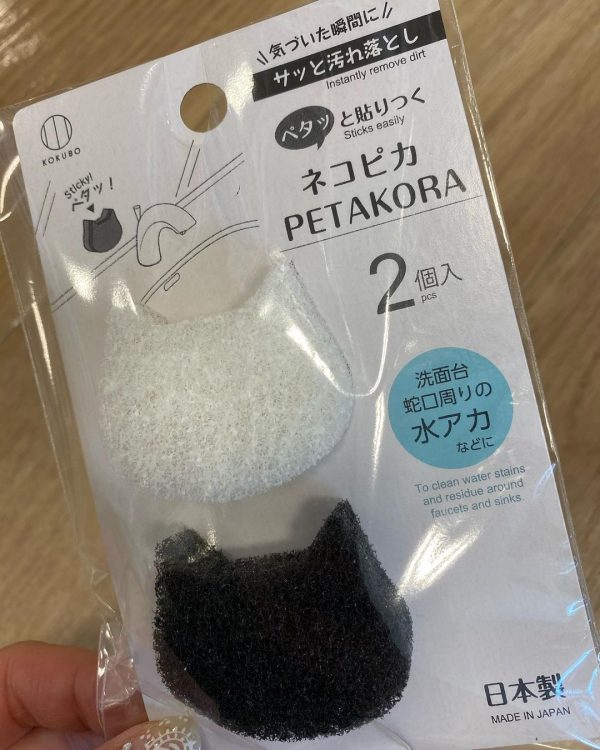 KOKUBO
\\気づいた瞬間に//
サッと汚れ落とし
Instantly remove dirt
ペタッと貼りつく
Sticks easily
ネコピカ
PETAKORA
2個入
pcs
Sticky!
ペタッ!
洗面台
蛇口周りの
水アカ
などに
To clean water stains
and residue around
faucets and sinks.
日本製
MADE IN JAPAN